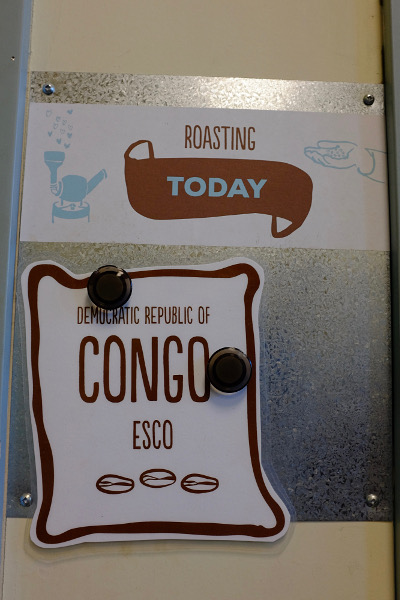 ROASTING
TODAY
DEMOCRATIC REPUBLIC OF
CONGO
ESCO